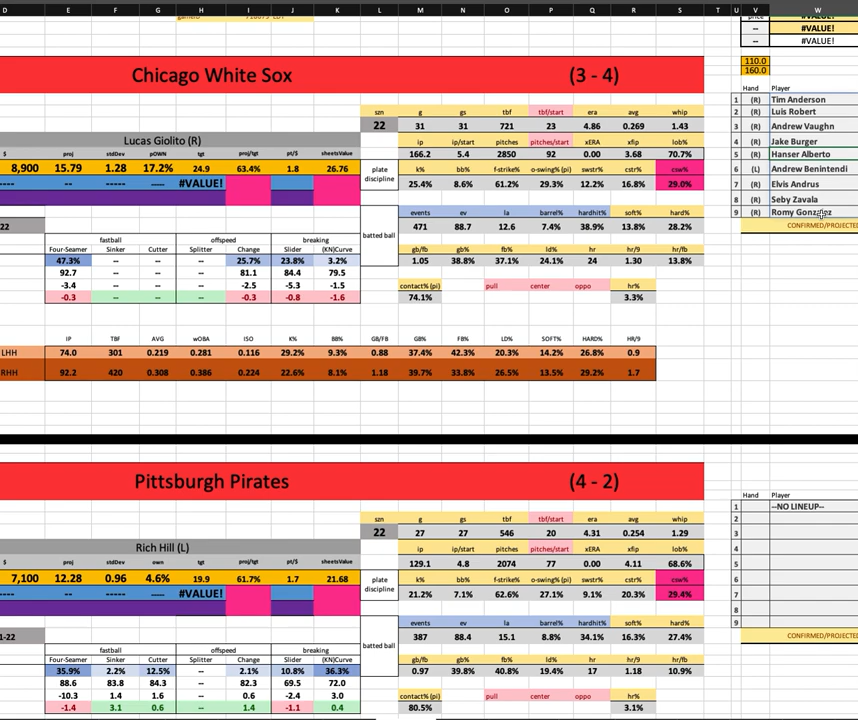 D E F G H I J K L M N O P Q R S T U V W
gameID 718075 LDT price #VALUE!
-- #VALUE!
-- #VALUE!
Chicago White Sox (3 - 4) 110.0
160.0
Hand Player
1 (R) Tim Anderson
szn g gs tbf tbf/start era avg whip 2 (R) Luis Robert
22 31 31 721 23 4.86 0.269 1.43 3 (R) Andrew Vaughn
Lucas Giolito (R) ip ip/start pitches pitches/start xERA xfip lob% 4 (R) Jake Burger
$ proj stdDev pOWN tgt proj/tgt pt/$ sheetsValue 166.2 5.4 2850 92 0.00 3.68 70.7% 5 (R) Hanser Alberto
8,900 15.79 1.28 17.2% 24.9 63.4% 1.8 26.76 plate discipline k% bb% f-strike% o-swing% (pi) swstr% cstr% csw% 6 (L) Andrew Benintendi
---- ---- ---- ---- #VALUE! 25.4% 8.6% 61.2% 29.3% 12.2% 16.8% 29.0% 7 (R) Elvis Andrus
8 (R) Seby Zavala
22 batted ball events ev la barrel% hardhit% soft% hard% 9 (R) Romy Gonzalez
fastball offspeed breaking 471 88.7 12.6 7.4% 38.9% 13.8% 28.2% CONFIRMED/PROJECTED
Four-Seamer Sinker Cutter Splitter Change Slider (KN)Curve gb/fb gb% fb% ld% hr hr/9 hr/fb
47.3% -- -- -- 25.7% 23.8% 3.2% 1.05 38.8% 37.1% 24.1% 24 1.30 13.8%
92.7 -- -- -- 81.1 84.4 79.5
-3.4 -- -- -- -2.5 -5.3 -1.5 contact% (pi) pull center oppo hr%
-0.3 -- -- -- -0.3 -0.8 -1.6 74.1% 3.3%
IP TBF AVG wOBA ISO K% BB% GB/FB GB% FB% LD% SOFT% HARD% HR/9
LHH 74.0 301 0.219 0.281 0.116 29.2% 9.3% 0.88 37.4% 42.3% 20.3% 14.2% 26.8% 0.9
RHH 92.2 420 0.308 0.386 0.224 22.6% 8.1% 1.18 39.7% 33.8% 26.5% 13.5% 29.2% 1.7
Pittsburgh Pirates (4 - 2)
Hand Player
1 --NO LINEUP--
szn g gs tbf tbf/start era avg whip 2
22 27 27 546 20 4.31 0.254 1.29 3
Rich Hill (L) ip ip/start pitches pitches/start xERA xfip lob% 4
$ proj stdDev own tgt proj/tgt pt/$ sheetsValue 129.1 4.8 2074 77 0.00 4.11 68.6% 5
7,100 12.28 0.96 4.6% 19.9 61.7% 1.7 21.68 plate discipline k% bb% f-strike% o-swing% (pi) swstr% cstr% csw% 6
---- ---- ---- ---- #VALUE! 21.2% 7.1% 62.6% 27.1% 9.1% 20.3% 29.4% 7
8
1-22 batted ball events ev la barrel% hardhit% soft% hard% 9
fastball offspeed breaking 387 88.4 15.1 8.8% 34.1% 16.3% 27.4% CONFIRMED/PROJECTED
Four-Seamer Sinker Cutter Splitter Change Slider (KN)Curve gb/fb gb% fb% ld% hr hr/9 hr/fb
35.9% 2.2% 12.5% -- 2.1% 10.8% 36.3% 0.97 39.8% 40.8% 19.4% 17 1.18 10.9%
88.6 83.8 84.3 -- 82.3 69.5 72.0
-10.3 1.4 1.6 -- 0.6 -2.4 3.0 contact% (pi) pull center oppo hr%
-1.4 3.1 0.6 -- 1.4 -1.1 0.4 80.5% 3.1%